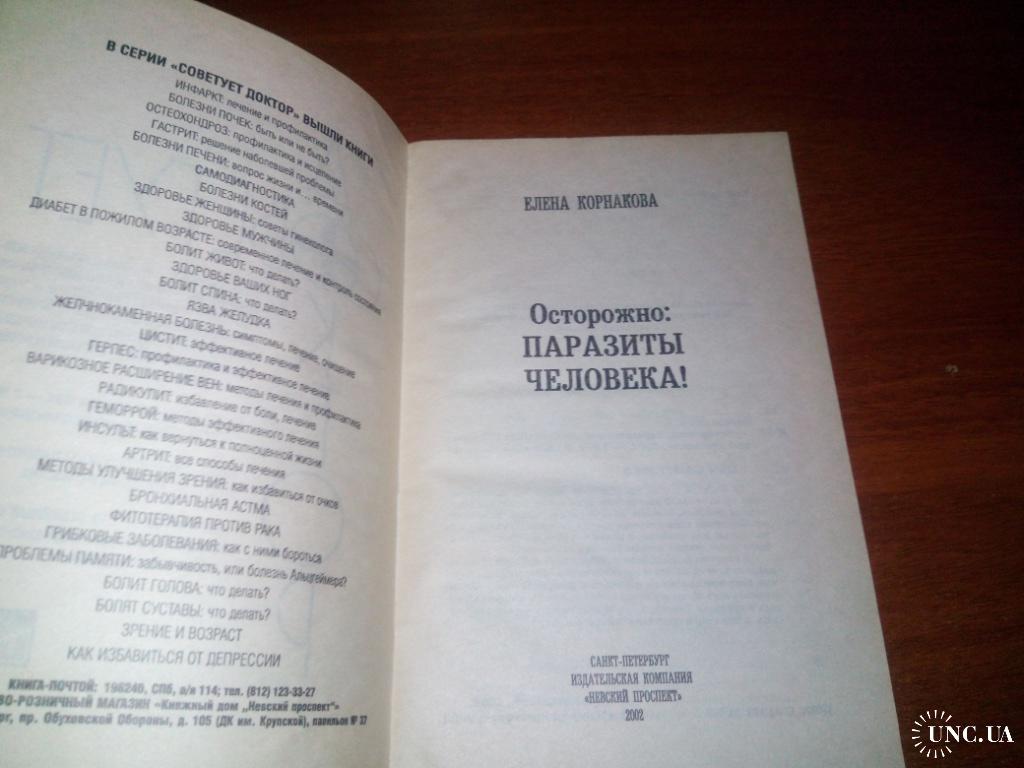 В СЕРИИ «СОВЕТУЕТ ДОКТОР» ВЫШЛИ КНИГИ
ИНФАРКТ: лечение и профилактика
БОЛЕЗНИ ПОЧЕК: быть или не быть?
ОСТЕОХОНДРОЗ: профилактика и исцеление
ГАСТРИТ: решение наболевшей проблемы
БОЛЕЗНИ ПЕЧЕНИ: вопрос жизни и... времени
САМОДИАГНОСТИКА
БОЛЕЗНИ КОСТЕЙ
ЗДОРОВЬЕ ЖЕНЩИНЫ: советы гинеколога
ЗДОРОВЬЕ МУЖЧИНЫ
ДИАБЕТ В ПОЖИЛОМ ВОЗРАСТЕ: современное лечение и контроль состояния
БОЛИТ ЖИВОТ: что делать?
ЗДОРОВЬЕ ВАШИХ НОГ
БОЛИТ СПИНА: что делать?
ЯЗВА ЖЕЛУДКА
ЖЕЛЧНОКАМЕННАЯ БОЛЕЗНЬ: симптомы, лечение, очищение
ЦИСТИТ: эффективное лечение
ГЕРПЕС: профилактика и эффективное лечение
ВАРИКОЗНОЕ РАСШИРЕНИЕ ВЕН: методы лечения и профилактика
РАДИКУЛИТ: избавление от боли, лечение
ГЕМОРРОЙ: методы эффективного лечения
ИНСУЛЬТ: как вернуться к полноценной жизни
АРТРИТ: все способы лечения
МЕТОДЫ УЛУЧШЕНИЯ ЗРЕНИЯ: как избавиться от очков
БРОНХИАЛЬНАЯ АСТМА
ФИТОТЕРАПИЯ ПРОТИВ РАКА
ГРИБКОВЫЕ ЗАБОЛЕВАНИЯ: как с ними бороться
ПРОБЛЕМЫ ПАМЯТИ: забывчивость, или болезнь Альцгеймера?
БОЛИТ ГОЛОВА: что делать?
БОЛЯТ СУСТАВЫ: что делать?
ЗРЕНИЕ И ВОЗРАСТ
КАК ИЗБАВИТЬСЯ ОТ ДЕПРЕССИИ
КНИГА-ПОЧТОЙ: 196240, СПб, а/я 114; тел. (812) 123-33-27
ВО-РОЗНИЧНЫЙ МАГАЗИН «Книжный дом „Невский проспект"»
рг, пр. Обуховской Обороны, д. 105 (ДК им. Крупской), павильон № 37
ЕЛЕНА КОРНАКОВА
Осторожно:
ПАРАЗИТЫ
ЧЕЛОВЕКА!
САНКТ-ПЕТЕРБУРГ
ИЗДАТЕЛЬСКАЯ КОМПАНИЯ
«НЕВСКИЙ ПРОСПЕКТ»
2002
UNC.UA